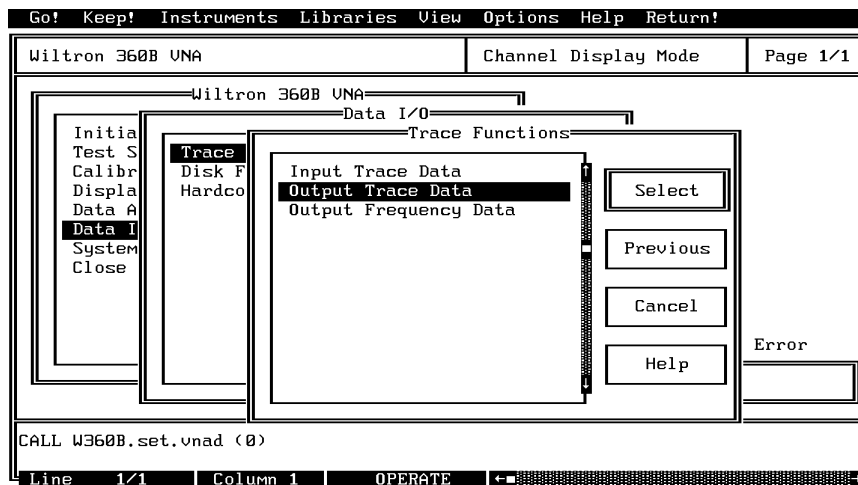 Go! Keep! Instruments Libraries View Options Help Return!
Wiltron 360B VNA Channel Display Mode Page 1/1
Wiltron 360B VNA
Data I/O
Trace Functions
Initia
Test S
Calibr
Displa
Data A
Data I
System
Close
Trace
Disk F
Hardco
Input Trace Data
Output Trace Data
Output Frequency Data
Select
Previous
Cancel
Help
Error
CALL W360B.set.vnad (0)
Line 1/1 Column 1 OPERATE